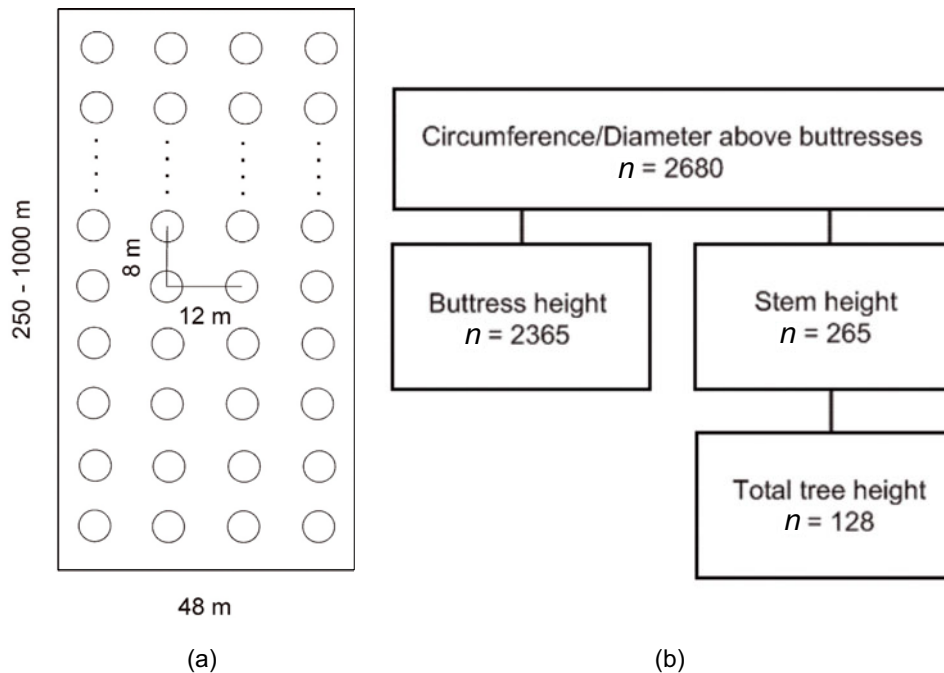 250 - 1000 m
8 m
12 m
48 m
(a)
Circumference/Diameter above buttresses
n = 2680
Buttress height
n = 2365
Stem height
n = 265
Total tree height
n = 128
(b)